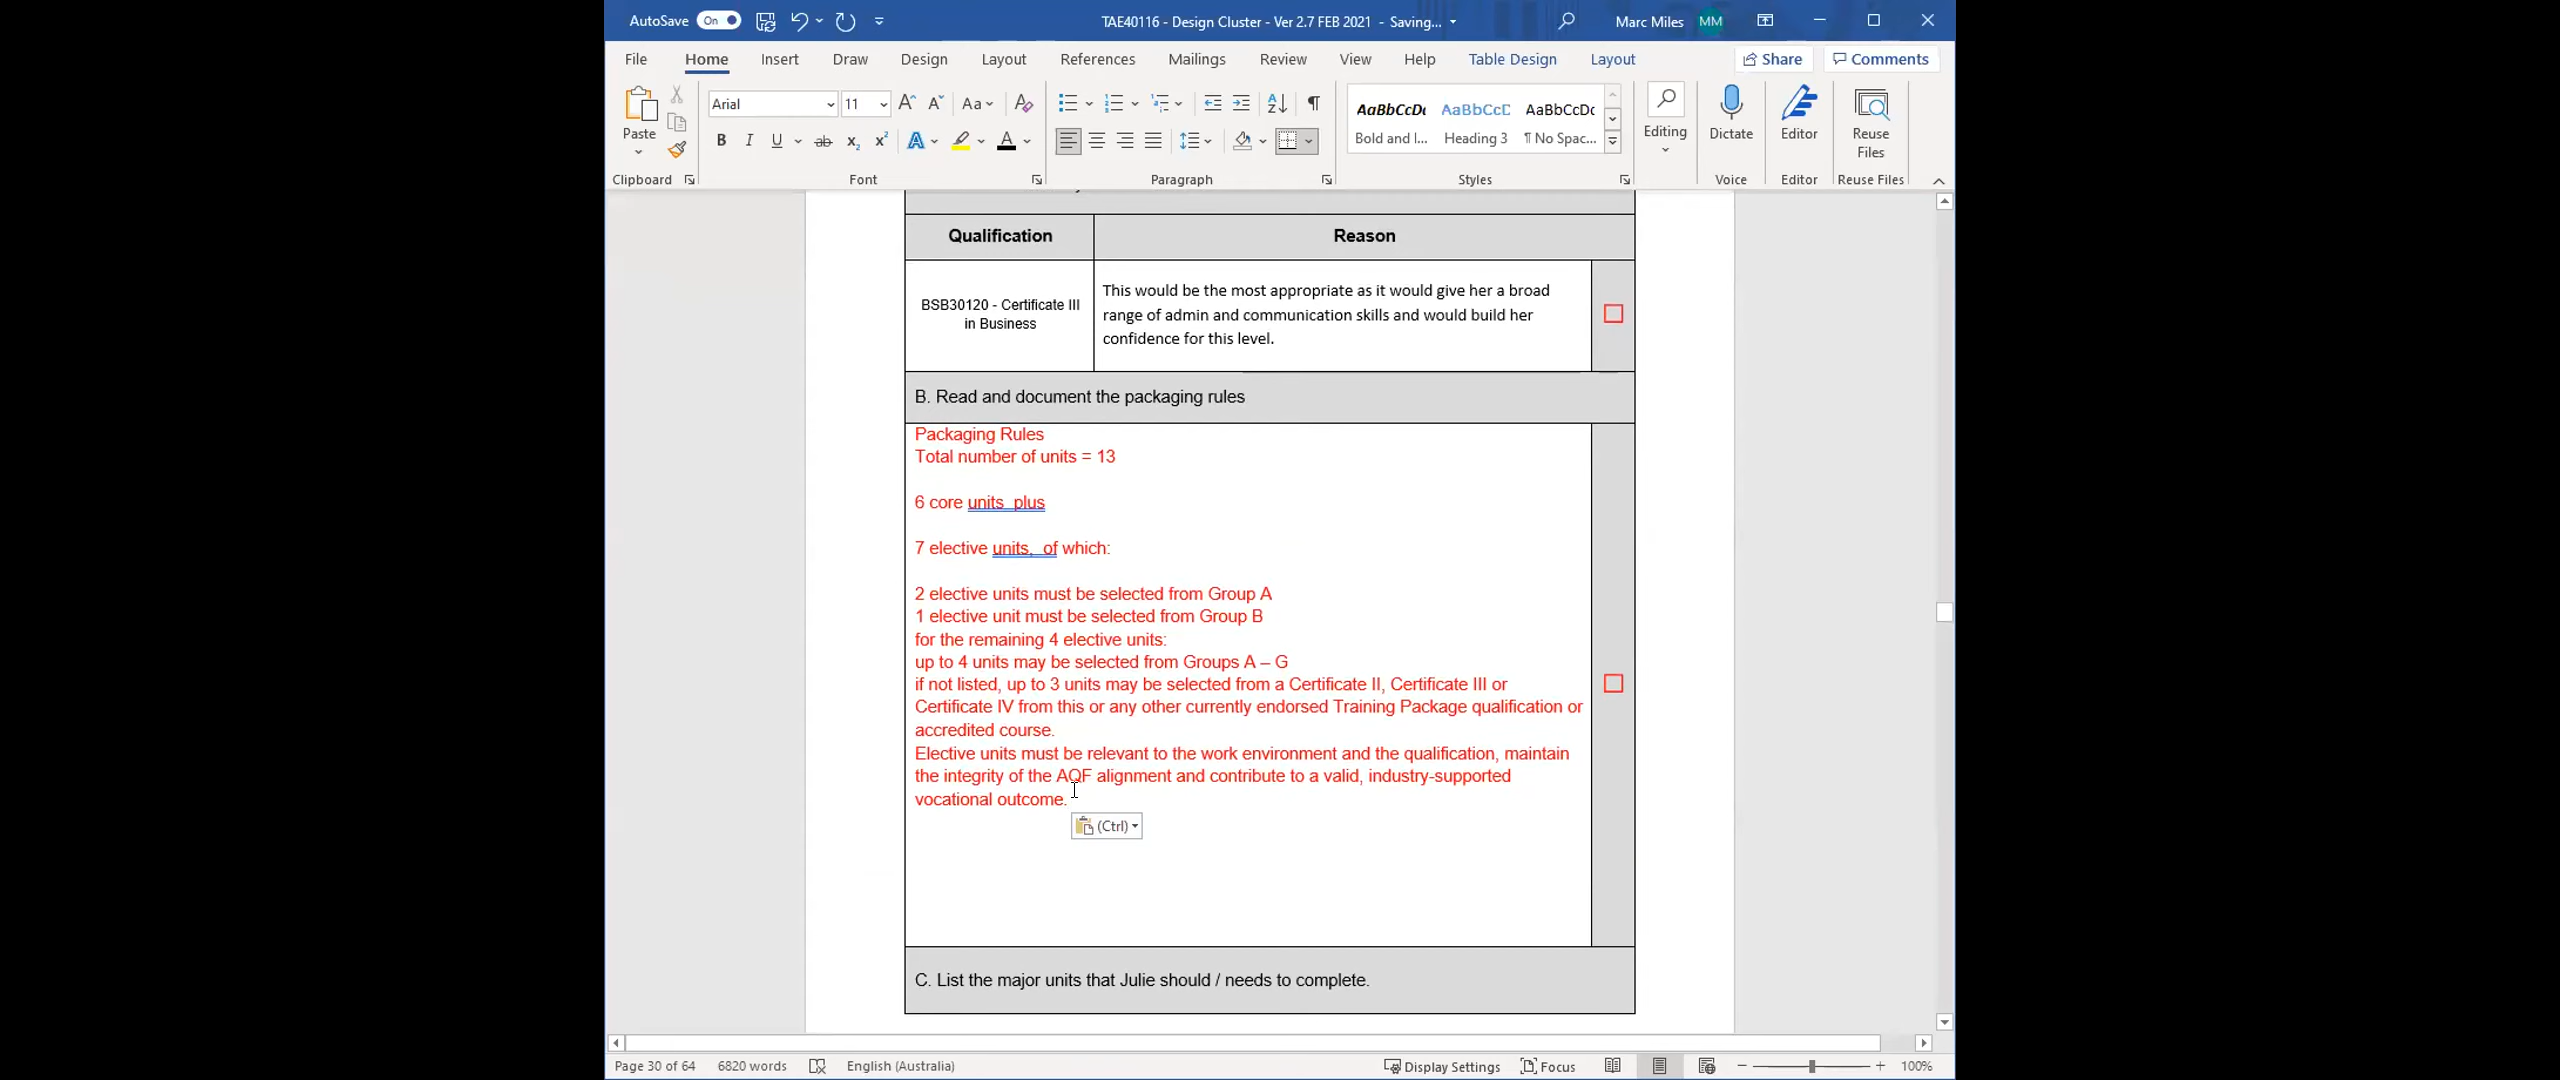 AutoSave On TAE40116 - Design Cluster - Ver 2.7 FEB 2021 - Saving... Marc Miles MM
File Home Insert Draw Design Layout References Mailings Review View Help Table Design Layout Share Comments
Paste Arial 11 Aa AaBbCcDc AaBbCcD AaBbCcDc Editing Dictate Editor Reuse Files
B I U ab x₂ x² A A Bold and I... Heading 3 ¶ No Spac...
Clipboard Font Paragraph Styles Voice Editor Reuse Files
Qualification Reason
BSB30120 - Certificate III
in Business
This would be the most appropriate as it would give her a broad
range of admin and communication skills and would build her
confidence for this level.
B. Read and document the packaging rules
Packaging Rules
Total number of units = 13
6 core units  plus
7 elective units,  of which:
2 elective units must be selected from Group A
1 elective unit must be selected from Group B
for the remaining 4 elective units:
up to 4 units may be selected from Groups A – G
if not listed, up to 3 units may be selected from a Certificate II, Certificate III or
Certificate IV from this or any other currently endorsed Training Package qualification or
accredited course.
Elective units must be relevant to the work environment and the qualification, maintain
the integrity of the AQF alignment and contribute to a valid, industry-supported
vocational outcome.
(Ctrl)
C. List the major units that Julie should / needs to complete.
Page 30 of 64 6820 words English (Australia) Display Settings Focus 100%